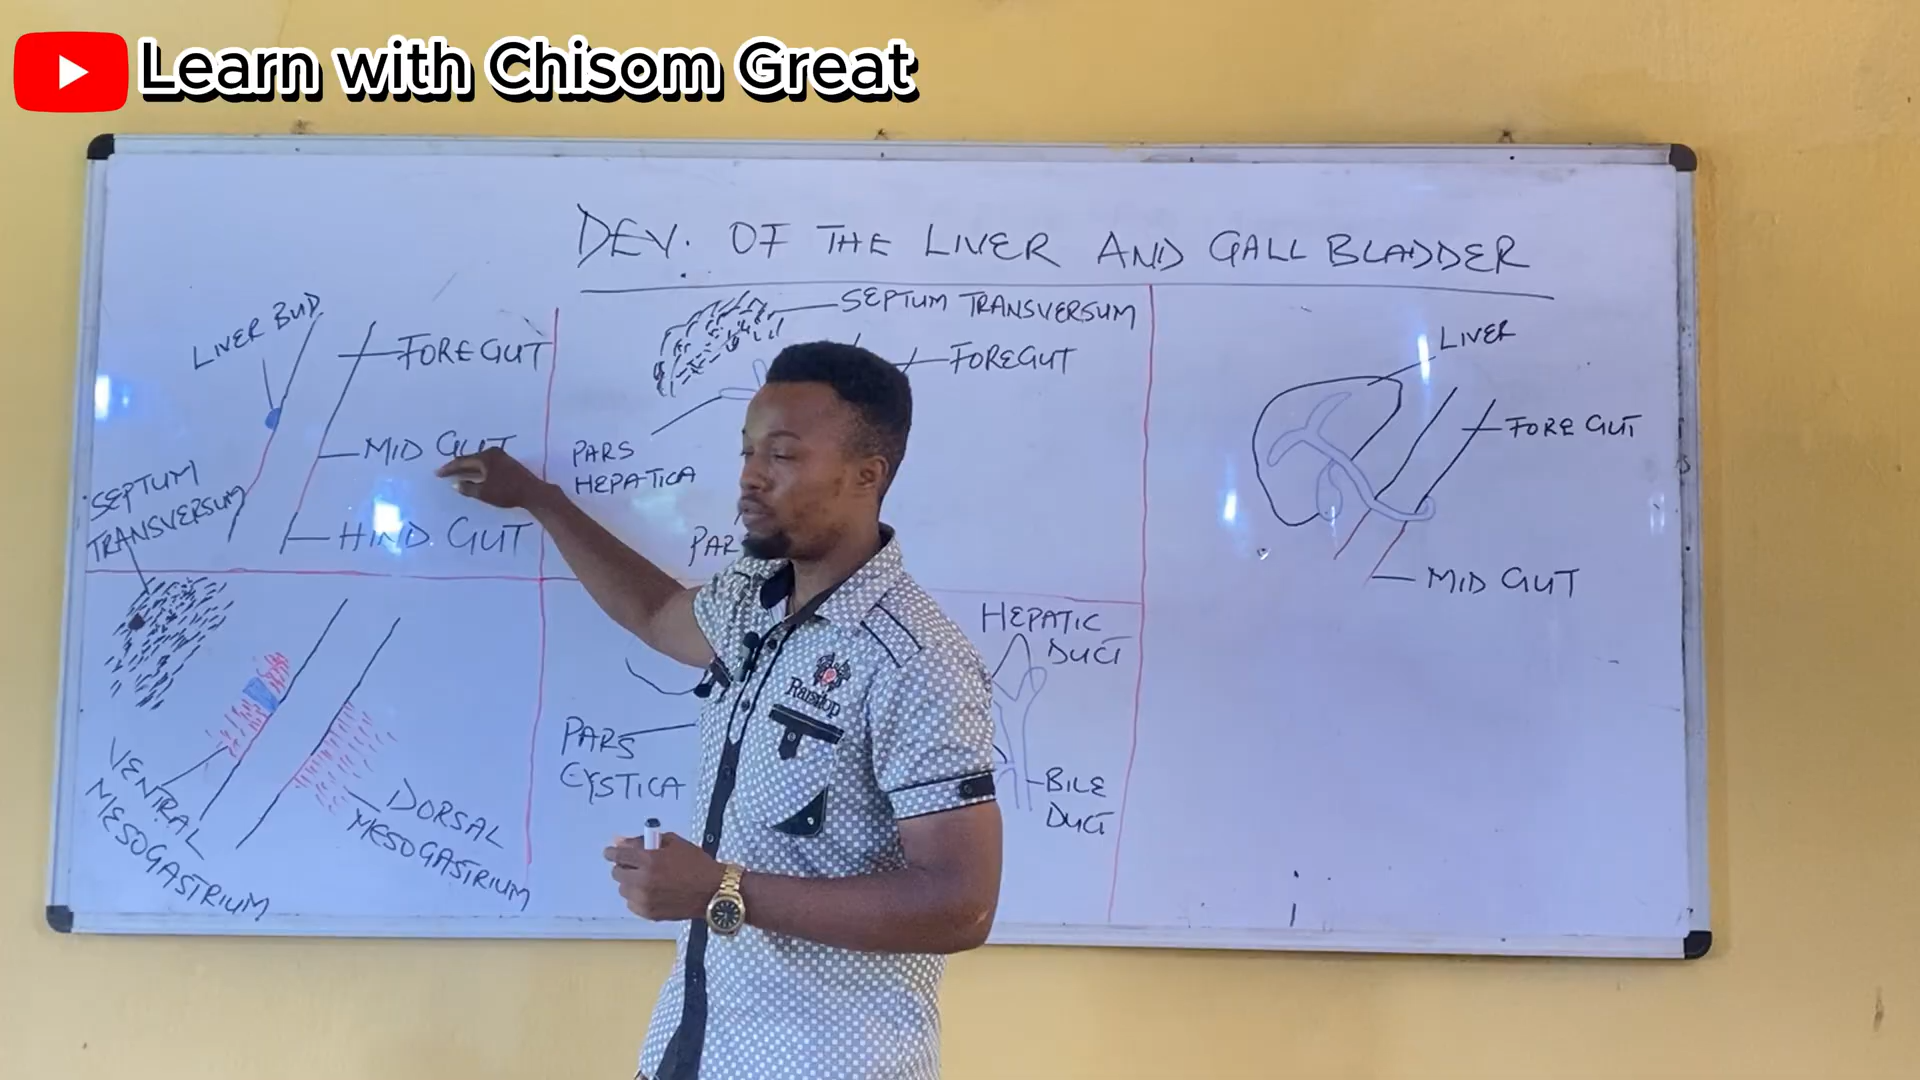 Learn with Chisom Great
DEV. OF THE LIVER AND GALL BLADDER
LIVER BUD
FOREGUT
MID GUT
HIND GUT
SEPTUM
TRANSVERSUM
SEPTUM TRANSVERSUM
FOREGUT
PARS
HEPATICA
PAR
LIVER
FORE GUT
MID GUT
VENTRAL
MESOGASTRIUM
DORSAL
MESOGASTRIUM
PARS
CYSTICA
HEPATIC
DUCT
BILE
DUCT